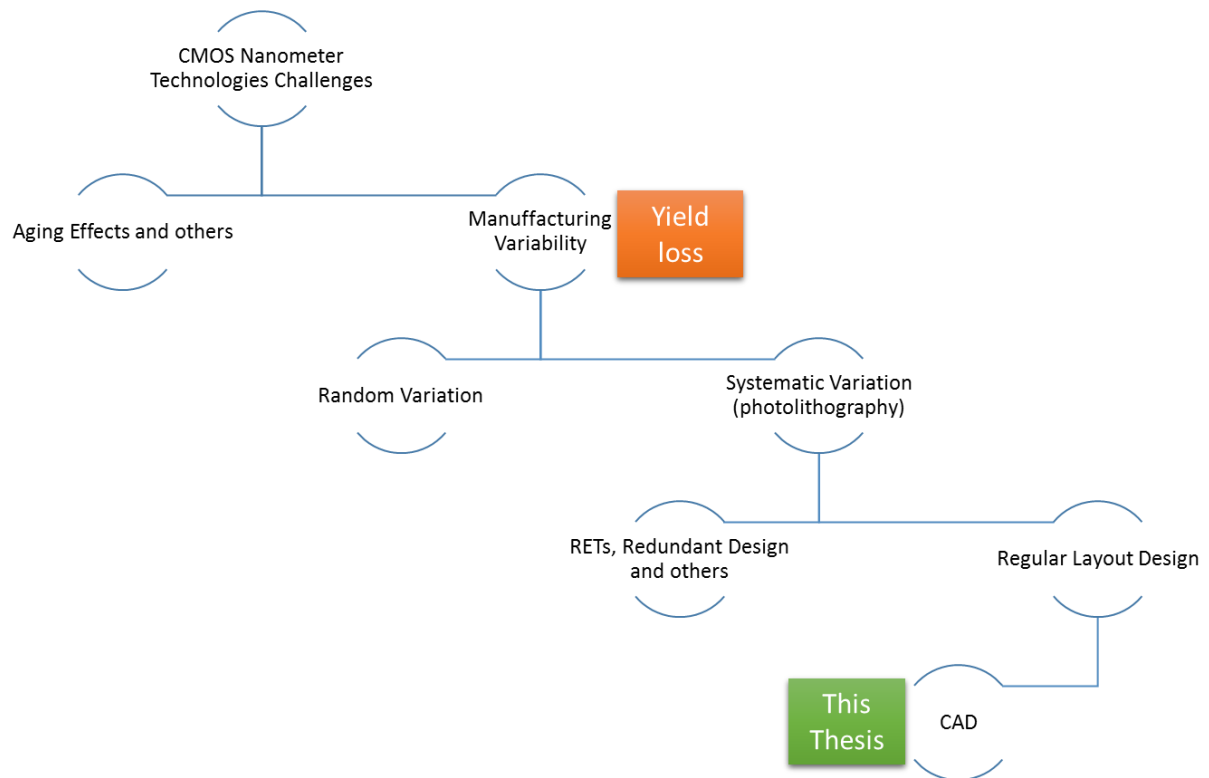 CMOS Nanometer
Technologies Challenges
Aging Effects and others
Manuffacturing
Variability
Yield
loss
Random Variation
Systematic Variation
(photolithography)
RETs, Redundant Design
and others
Regular Layout Design
This
Thesis
CAD